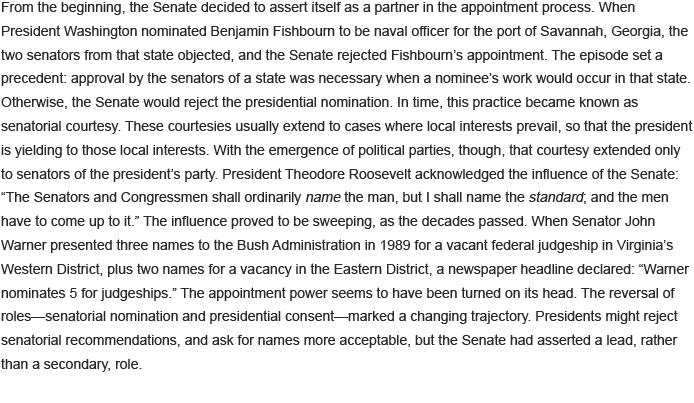 From the beginning, the Senate decided to assert itself as a partner in the appointment process. When
President Washington nominated Benjamin Fishbourn to be naval officer for the port of Savannah, Georgia, the
two senators from that state objected, and the Senate rejected Fishbourn’s appointment. The episode set a
precedent: approval by the senators of a state was necessary when a nominee’s work would occur in that state.
Otherwise, the Senate would reject the presidential nomination. In time, this practice became known as
senatorial courtesy. These courtesies usually extend to cases where local interests prevail, so that the president
is yielding to those local interests. With the emergence of political parties, though, that courtesy extended only
to senators of the president’s party. President Theodore Roosevelt acknowledged the influence of the Senate:
“The Senators and Congressmen shall ordinarily name the man, but I shall name the standard; and the men
have to come up to it.” The influence proved to be sweeping, as the decades passed. When Senator John
Warner presented three names to the Bush Administration in 1989 for a vacant federal judgeship in Virginia’s
Western District, plus two names for a vacancy in the Eastern District, a newspaper headline declared: “Warner
nominates 5 for judgeships.” The appointment power seems to have been turned on its head. The reversal of
roles—senatorial nomination and presidential consent—marked a changing trajectory. Presidents might reject
senatorial recommendations, and ask for names more acceptable, but the Senate had asserted a lead, rather
than a secondary, role.